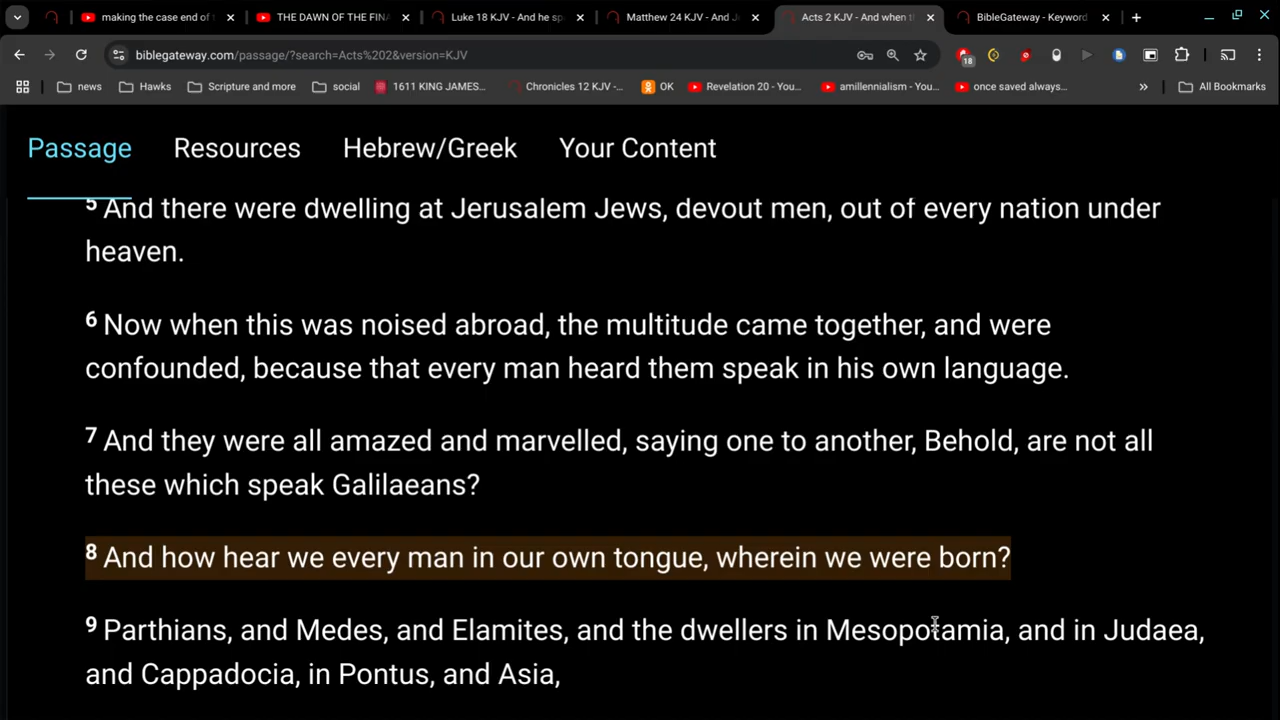 making the case end of t
THE DAWN OF THE FINA
Luke 18 KJV - And he sp
Matthew 24 KJV - And J
Acts 2 KJV - And when t
BibleGateway - Keyword
biblegateway.com/passage/?search=Acts%202&version=KJV
18
news
Hawks
Scripture and more
social
1611 KING JAMES...
Chronicles 12 KJV -...
OK
Revelation 20 - You...
amillennialism - You...
once saved always...
All Bookmarks
Passage
Resources
Hebrew/Greek
Your Content
5 And there were dwelling at Jerusalem Jews, devout men, out of every nation under
heaven.
6 Now when this was noised abroad, the multitude came together, and were
confounded, because that every man heard them speak in his own language.
7 And they were all amazed and marvelled, saying one to another, Behold, are not all
these which speak Galilaeans?
8 And how hear we every man in our own tongue, wherein we were born?
9 Parthians, and Medes, and Elamites, and the dwellers in Mesopotamia, and in Judaea,
and Cappadocia, in Pontus, and Asia,